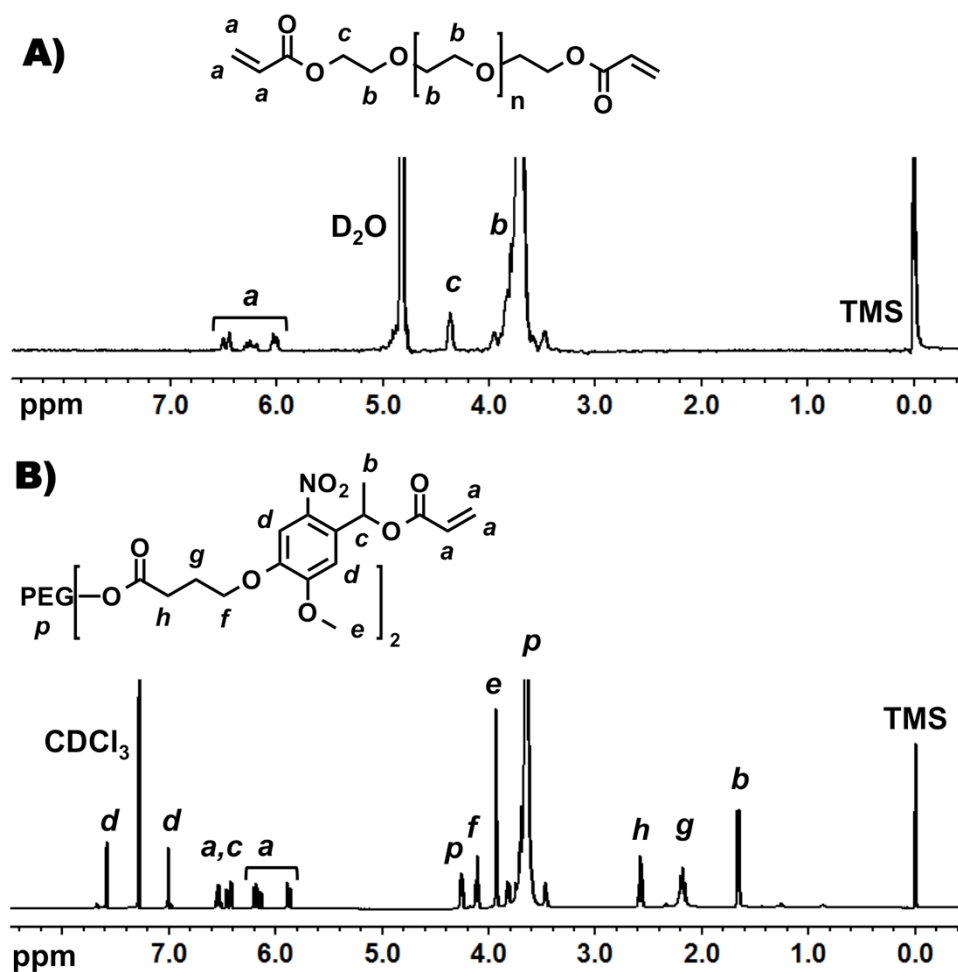 A)
a c b
a O O O O
a O b b n O
D₂O b
a c TMS
ppm 7.0 6.0 5.0 4.0 3.0 2.0 1.0 0.0
B)
b
NO₂ O a
d a
O g O c O a
PEG O d
p h f O e 2
p
e
CDCl₃ TMS
b
d d a,c a p f h g
ppm 7.0 6.0 5.0 4.0 3.0 2.0 1.0 0.0